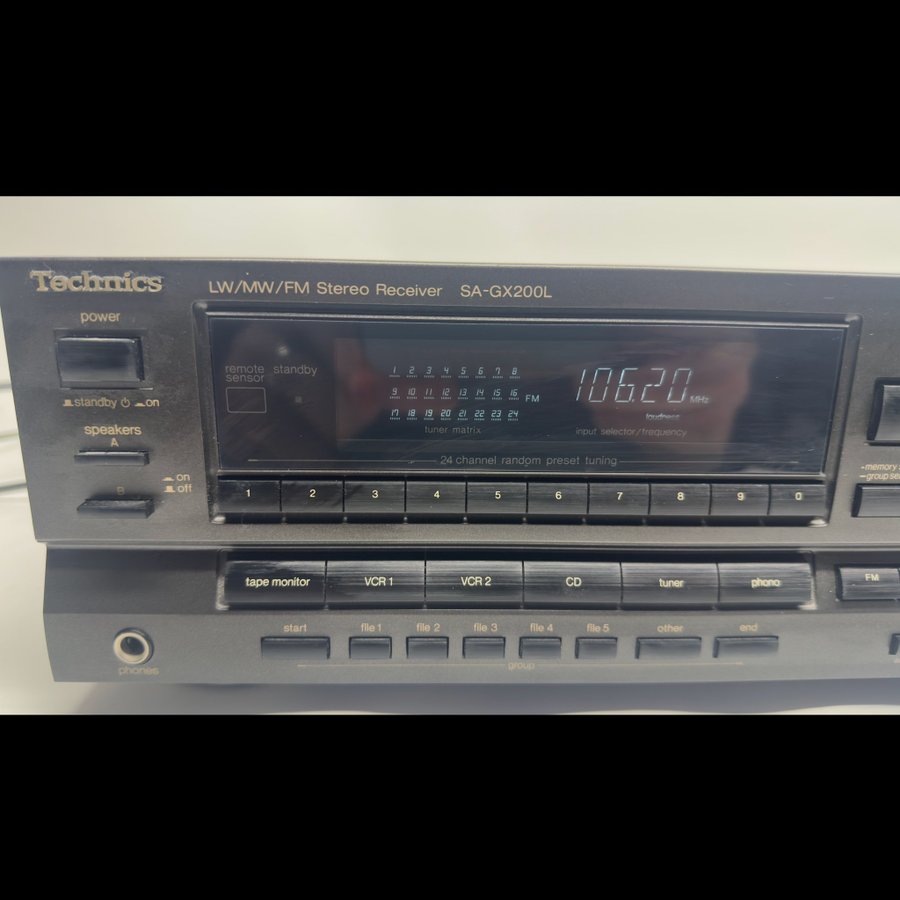 Technics
LW/MW/FM Stereo Receiver SA-GX200L
power
standby on
speakers
A
B
on
off
remote sensor
standby
1 2 3 4 5 6 7 8
9 10 11 12 13 14 15 16 FM
17 18 19 20 21 22 23 24
tuner matrix
106.20 MHz
loudness
input selector/frequency
24 channel random preset tuning
1 2 3 4 5 6 7 8 9 0
-memory
-group
tape monitor VCR 1 VCR 2 CD tuner phono FM
start file 1 file 2 file 3 file 4 file 5 other end
group
phones